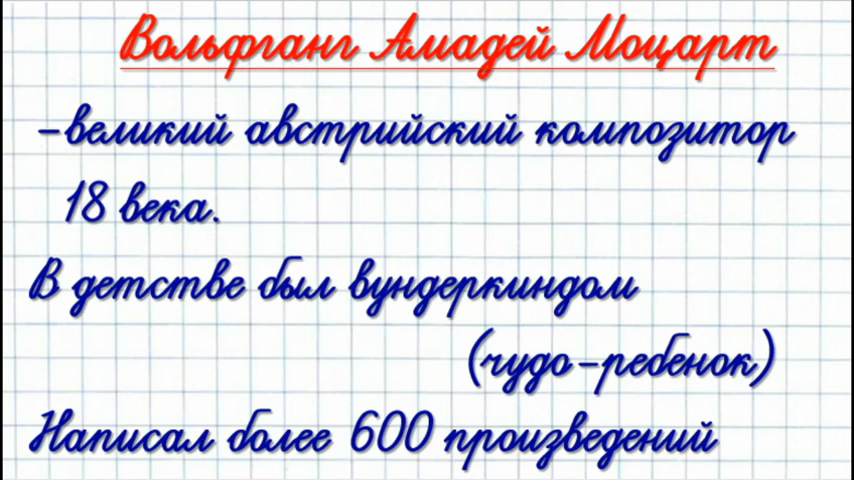 Вольфганг Амадей Моцарт
-великий австрийский композитор
18 века.
В детстве был вундеркиндом
(чудо-ребенок)
Написал более 600 произведений